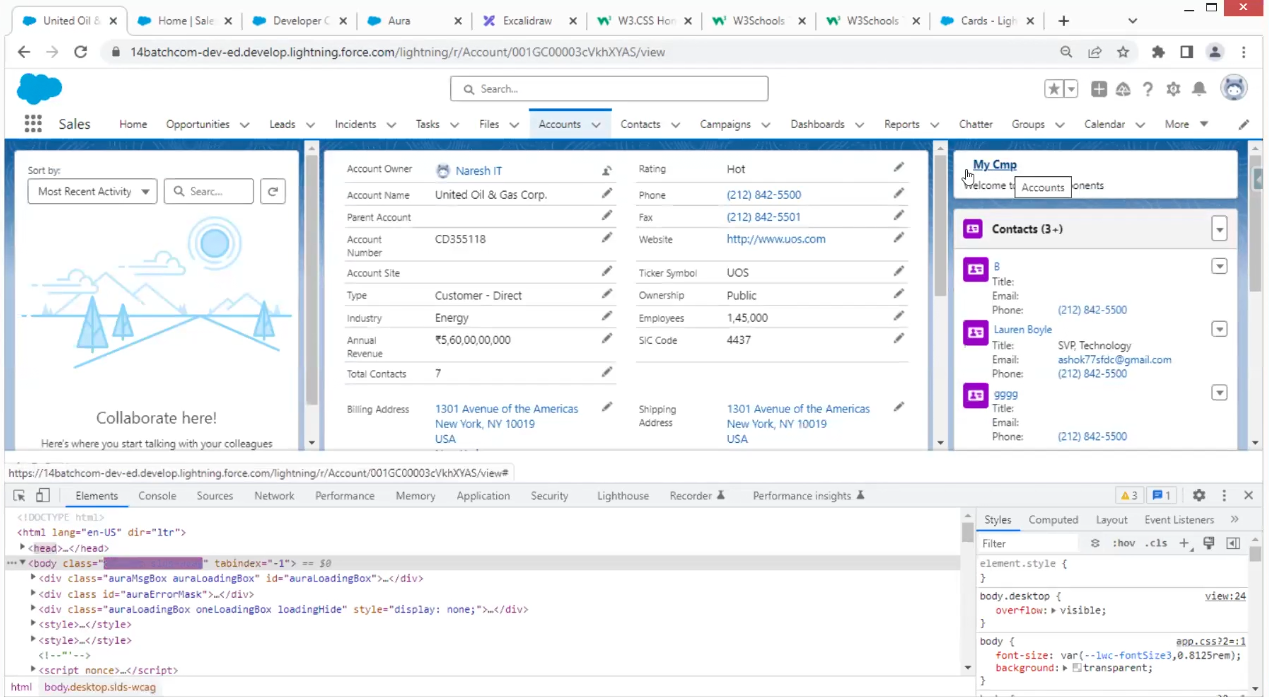 United Oil &
Home | Sale
Developer C
Aura
Excalidraw
W3.CSS Hon
W3Schools
W3Schools
Cards - Ligh
14batchcom-dev-ed.develop.lightning.force.com/lightning/r/Account/001GC00003cVkhXYAS/view
Search...
Sales
Home
Opportunities
Leads
Incidents
Tasks
Files
Accounts
Contacts
Campaigns
Dashboards
Reports
Chatter
Groups
Calendar
More
Sort by:
Most Recent Activity
Searc...
Collaborate here!
Here's where you start talking with your colleagues
Account Owner Naresh IT
Rating Hot
Account Name United Oil & Gas Corp.
Phone (212) 842-5500
Parent Account
Fax (212) 842-5501
Account Number CD355118
Website http://www.uos.com
Account Site
Ticker Symbol UOS
Type Customer - Direct
Ownership Public
Industry Energy
Employees 1,45,000
Annual Revenue ₹5,60,00,00,000
SIC Code 4437
Total Contacts 7
Billing Address 1301 Avenue of the Americas
New York, NY 10019
USA
Shipping Address 1301 Avenue of the Americas
New York, NY 10019
USA
My Cmp
Welcome to
Accounts
onents
Contacts (3+)
B
Title:
Email:
Phone: (212) 842-5500
Lauren Boyle
Title: SVP, Technology
Email: ashok77sfdc@gmail.com
Phone: (212) 842-5500
gggg
Title:
Email:
Phone: (212) 842-5500
https://14batchcom-dev-ed.develop.lightning.force.com/lightning/r/Account/001GC00003cVkhXYAS/view#
Elements
Console
Sources
Network
Performance
Memory
Application
Security
Lighthouse
Recorder
Performance insights
3
1
<!DOCTYPE html>
<html lang="en-US" dir="ltr">
<head>…</head>
<body class=" " tabindex="-1"> == $0
<div class="auraMsgBox auraLoadingBox" id="auraLoadingBox">…</div>
<div class id="auraErrorMask">…</div>
<div class="auraLoadingBox oneLoadingBox loadingHide" style="display: none;">…</div>
<style>…</style>
<style>…</style>
<!--"'-->
<script nonce>…</script>
html body.desktop.slds-wcag
Styles
Computed
Layout
Event Listeners
Filter
:hov
.cls
element.style {
}
body.desktop { view:24
overflow: visible;
}
body { app.css?2=:1
font-size: var(--lwc-fontSize3,0.8125rem);
background: transparent;
}